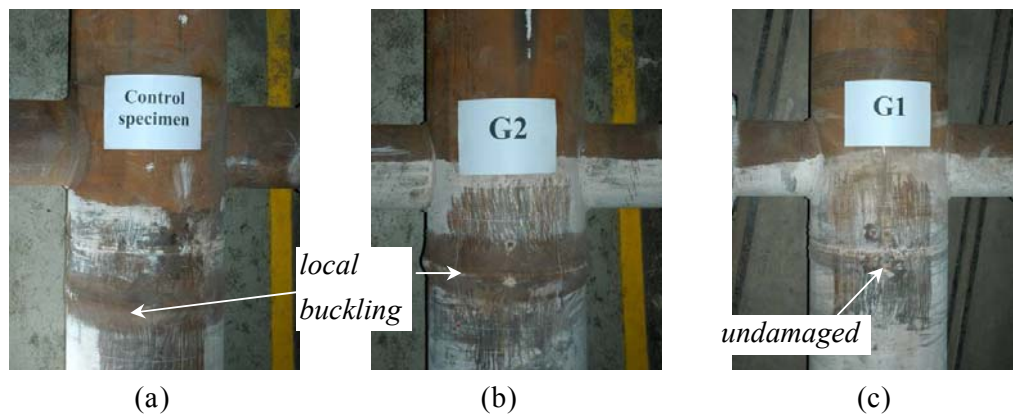 Control
specimen
G2
G1
local
buckling
undamaged
(a)
(b)
(c)